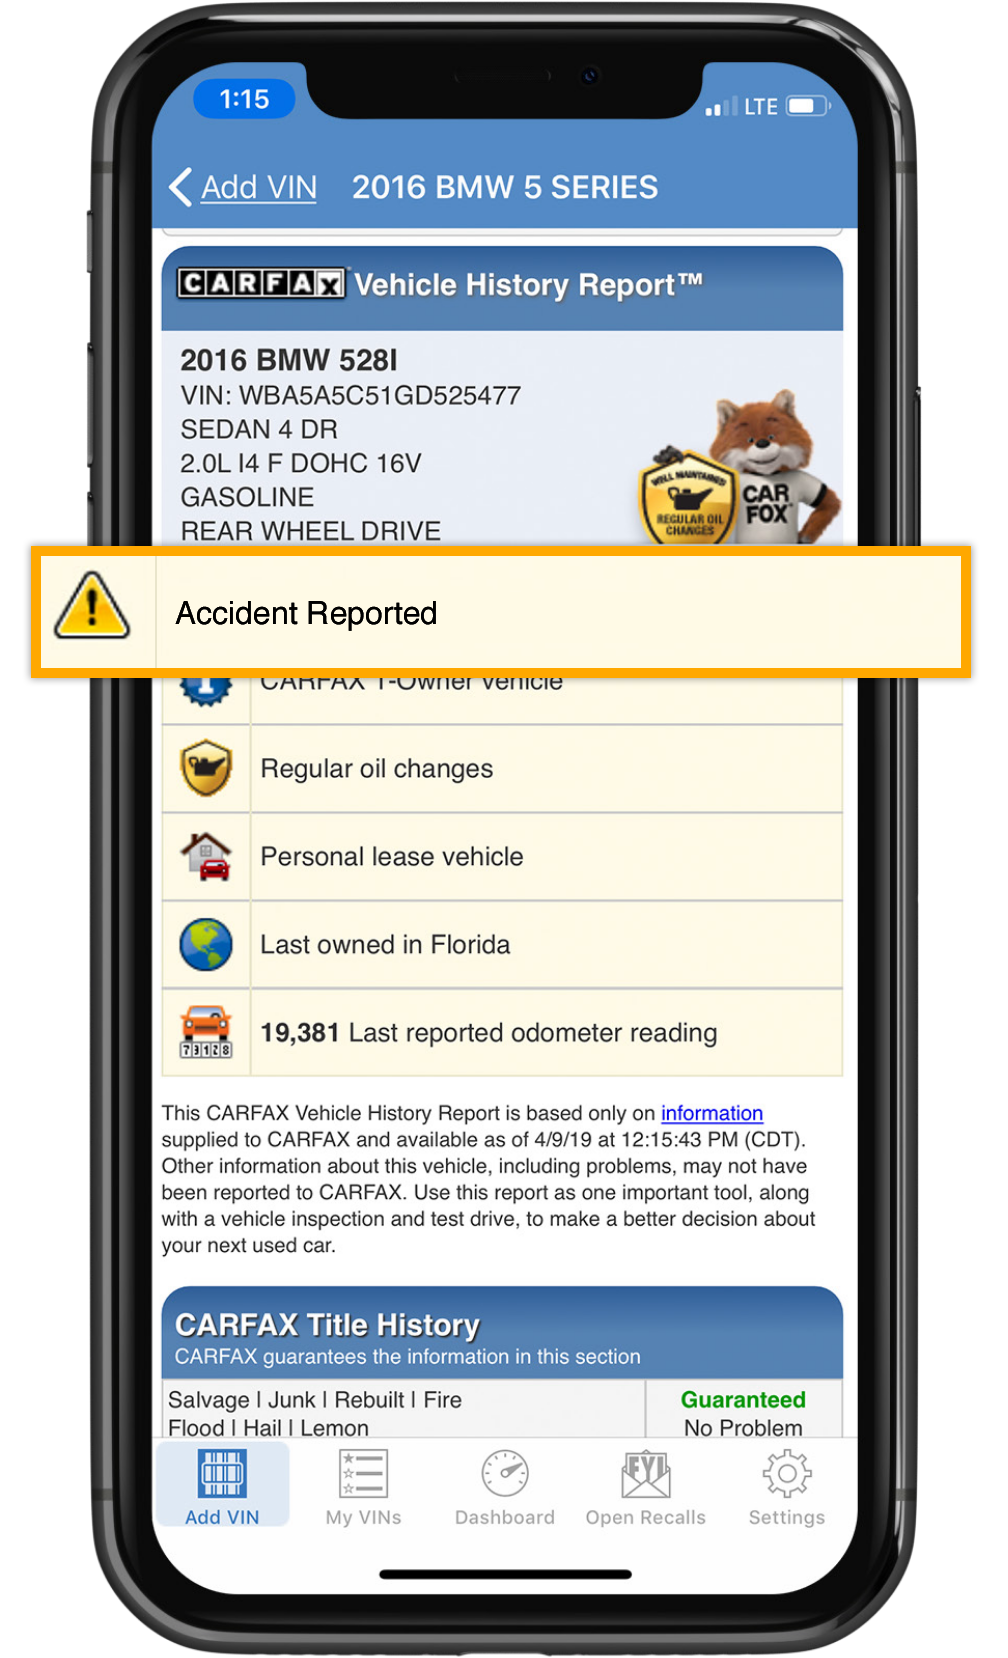 1:15
LTE
Add VIN 2016 BMW 5 SERIES
CARFAX Vehicle History Report™
2016 BMW 528I
VIN: WBA5A5C51GD525477
SEDAN 4 DR
2.0L I4 F DOHC 16V
GASOLINE
REAR WHEEL DRIVE
WELL MAINTAINED!
REGULAR OIL
CHANGES
CAR
FOX
Accident Reported
1
CARFAX 1-Owner vehicle
Regular oil changes
Personal lease vehicle
Last owned in Florida
73128
19,381 Last reported odometer reading
This CARFAX Vehicle History Report is based only on information
supplied to CARFAX and available as of 4/9/19 at 12:15:43 PM (CDT).
Other information about this vehicle, including problems, may not have
been reported to CARFAX. Use this report as one important tool, along
with a vehicle inspection and test drive, to make a better decision about
your next used car.
CARFAX Title History
CARFAX guarantees the information in this section
Salvage | Junk | Rebuilt | Fire
Flood | Hail | Lemon
Guaranteed
No Problem
FYI
Add VIN My VINs Dashboard Open Recalls Settings